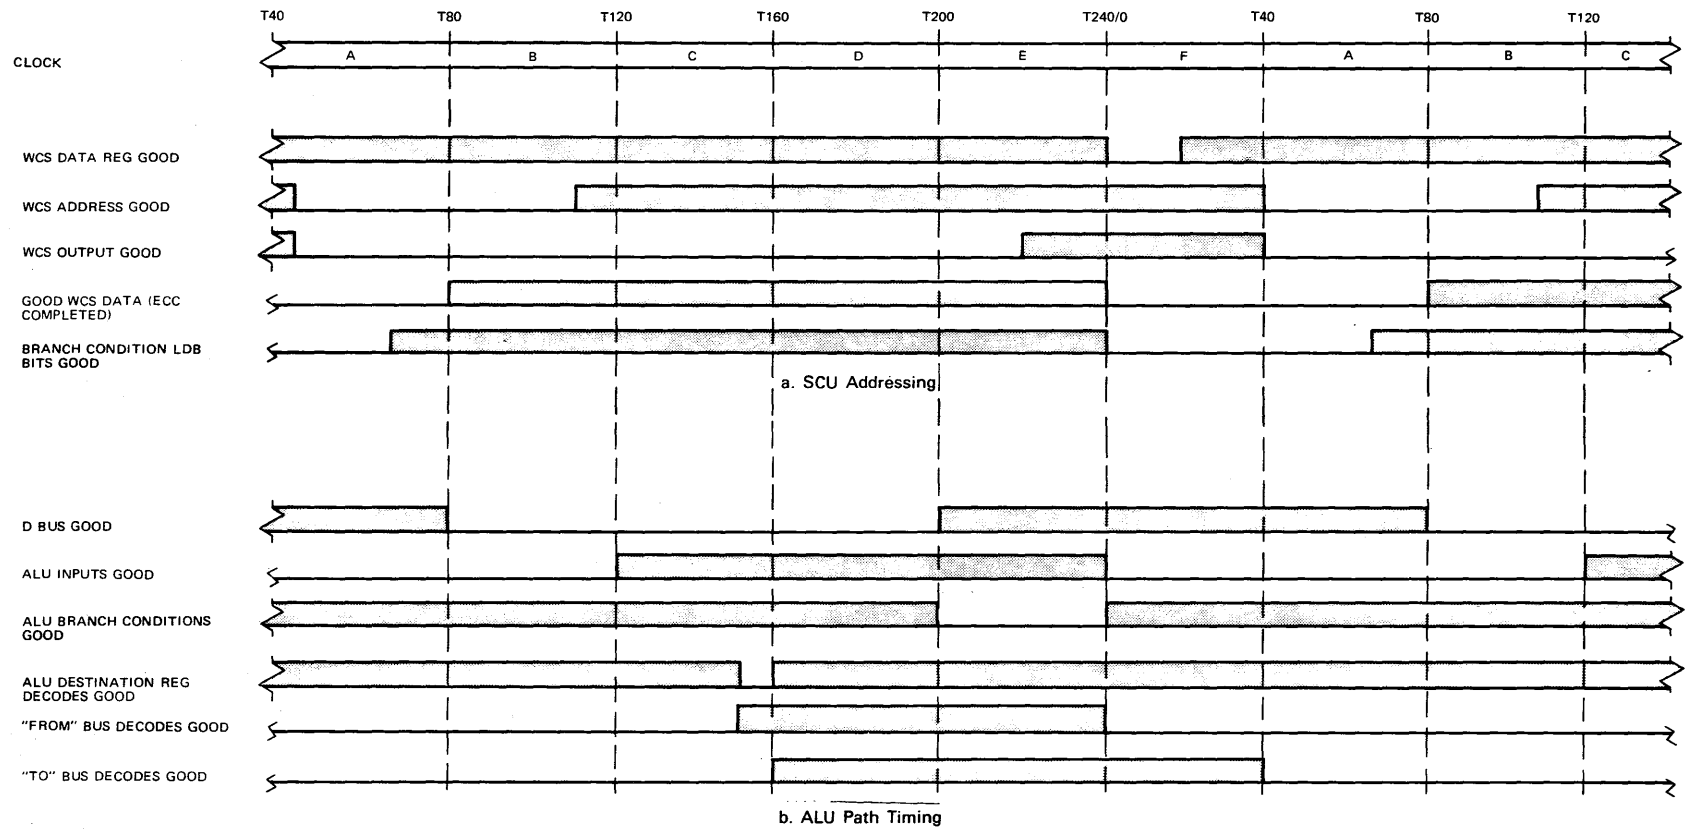 T40 T80 T120 T160 T200 T240/0 T40 T80 T120
CLOCK
A B C D E F A B C
WCS DATA REG GOOD
WCS ADDRESS GOOD
WCS OUTPUT GOOD
GOOD WCS DATA (ECC
COMPLETED)
BRANCH CONDITION LDB
BITS GOOD
a. SCU Addressing
D BUS GOOD
ALU INPUTS GOOD
ALU BRANCH CONDITIONS
GOOD
ALU DESTINATION REG
DECODES GOOD
"FROM" BUS DECODES GOOD
"TO" BUS DECODES GOOD
b. ALU Path Timing